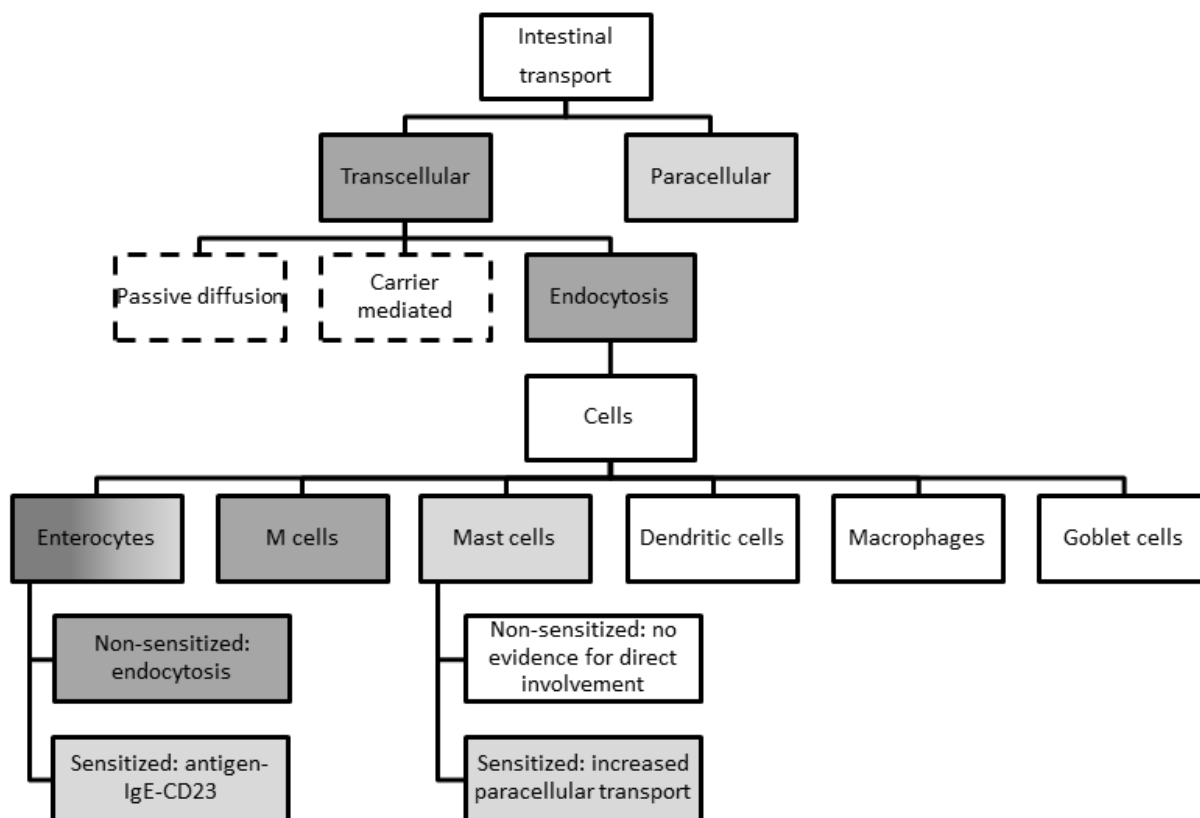 Intestinal
transport
Transcellular
Paracellular
Passive diffusion
Carrier
mediated
Endocytosis
Cells
Enterocytes
M cells
Mast cells
Dendritic cells
Macrophages
Goblet cells
Non-sensitized:
endocytosis
Non-sensitized: no
evidence for direct
involvement
Sensitized: antigen-
IgE-CD23
Sensitized: increased
paracellular transport